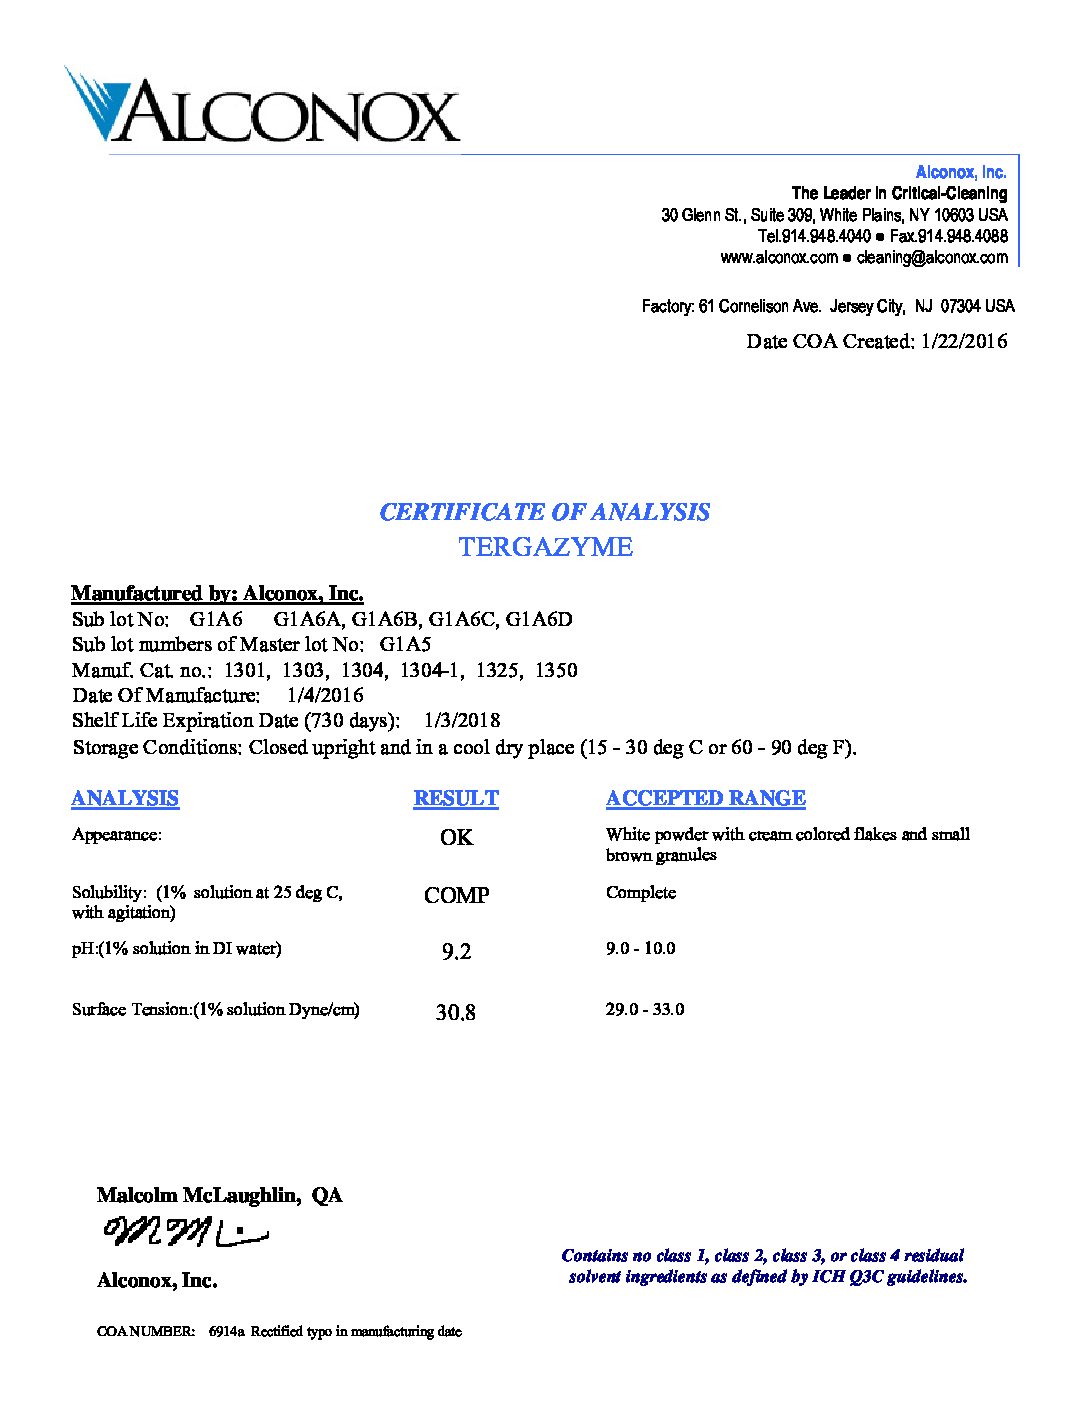 ALCONOX
Alconox, Inc.
The Leader in Critical-Cleaning
30 Glenn St., Suite 309, White Plains, NY 10603 USA
Tel.914.948.4040 ● Fax.914.948.4088
www.alconox.com ● cleaning@alconox.com
Factory: 61 Cornelison Ave. Jersey City, NJ 07304 USA
Date COA Created: 1/22/2016
CERTIFICATE OF ANALYSIS
TERGAZYME
Manufactured by: Alconox, Inc.
Sub lot No: G1A6 G1A6A, G1A6B, G1A6C, G1A6D
Sub lot numbers of Master lot No: G1A5
Manuf. Cat. no.: 1301, 1303, 1304, 1304-1, 1325, 1350
Date Of Manufacture: 1/4/2016
Shelf Life Expiration Date (730 days): 1/3/2018
Storage Conditions: Closed upright and in a cool dry place (15 - 30 deg C or 60 - 90 deg F).
ANALYSIS RESULT ACCEPTED RANGE
Appearance: OK White powder with cream colored flakes and small
brown granules
Solubility: (1% solution at 25 deg C, COMP Complete
with agitation)
pH:(1% solution in DI water) 9.2 9.0 - 10.0
Surface Tension:(1% solution Dyne/cm) 30.8 29.0 - 33.0
Malcolm McLaughlin, QA
Alconox, Inc.
Contains no class 1, class 2, class 3, or class 4 residual
solvent ingredients as defined by ICH Q3C guidelines.
COA NUMBER: 6914a Rectified typo in manufacturing date